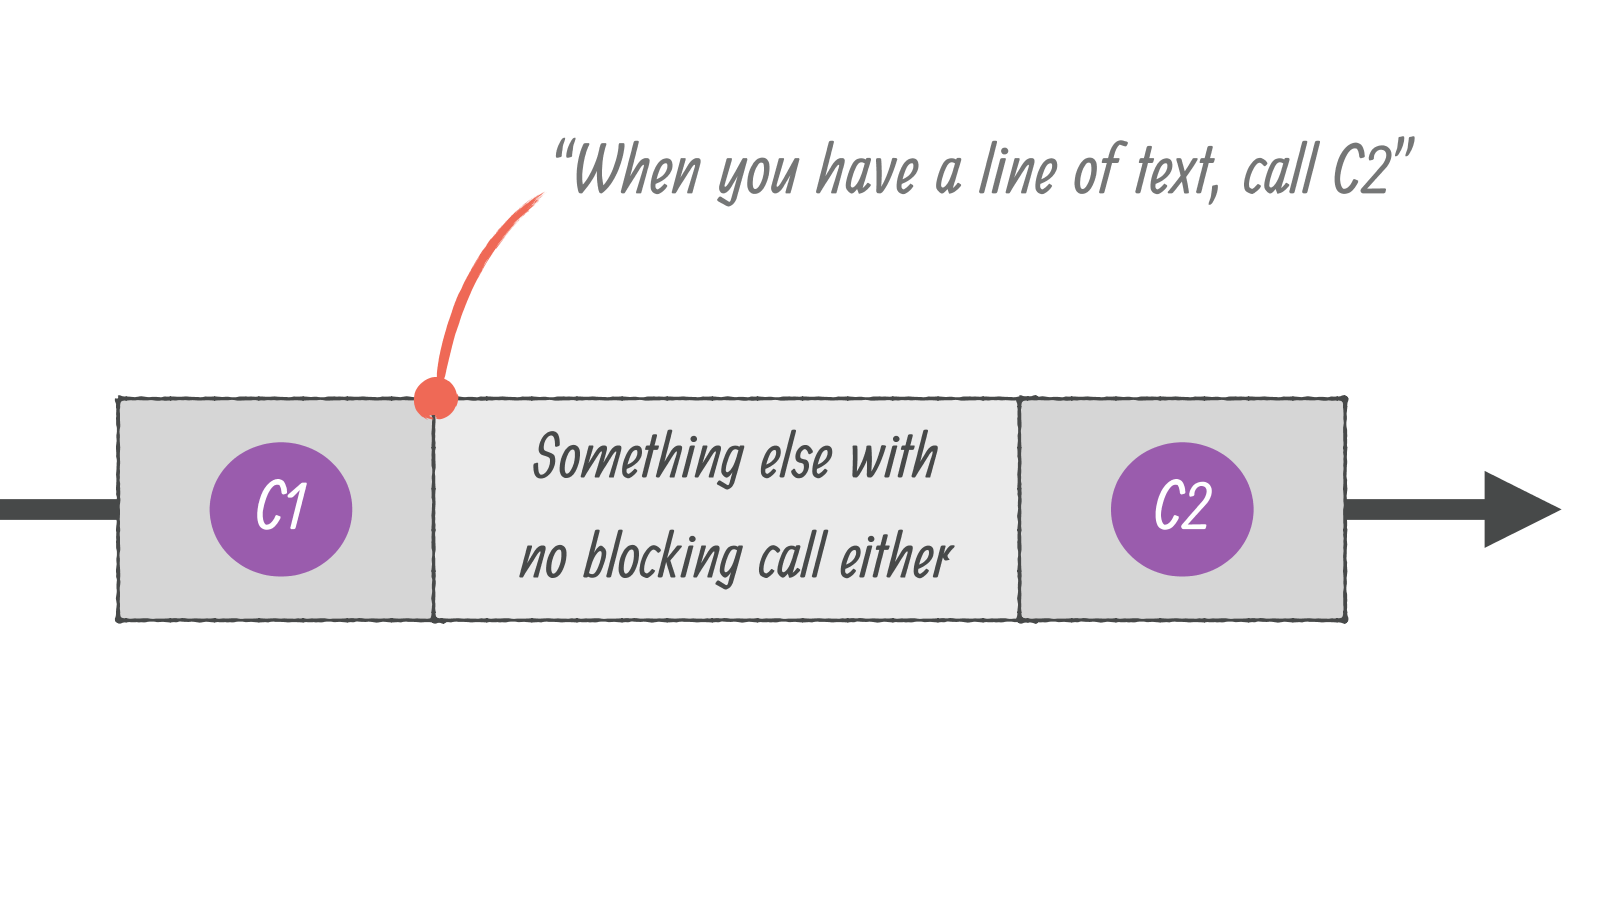 “When you have a line of text, call C2”
C1
Something else with
no blocking call either
C2